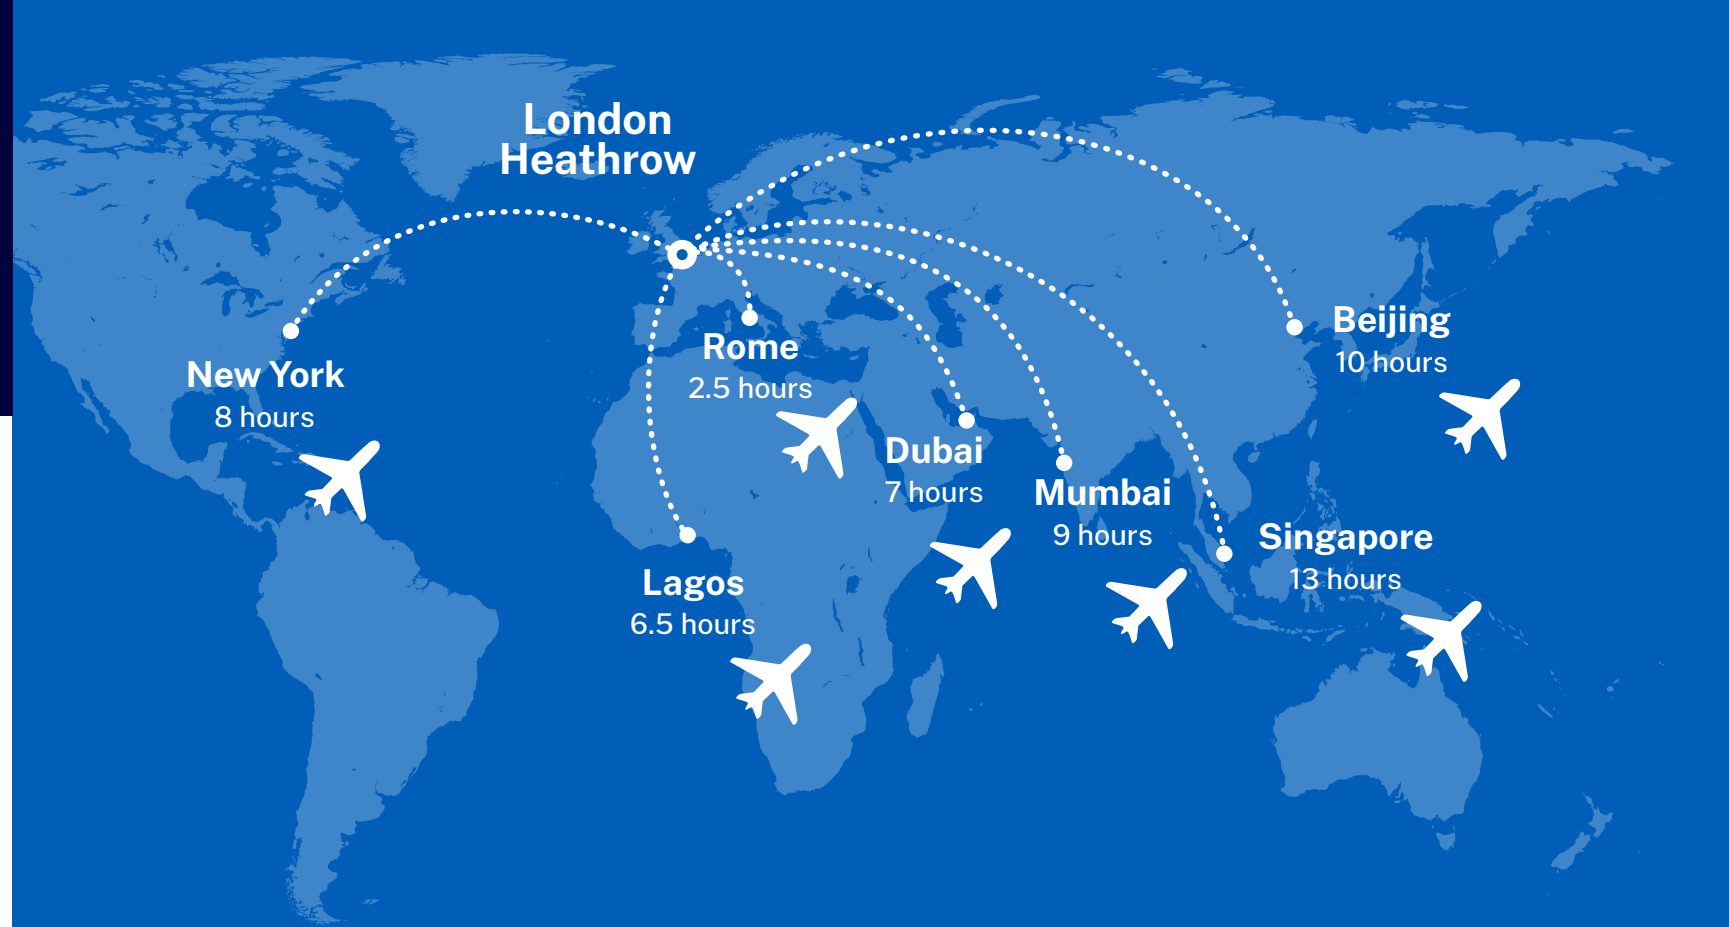 London
Heathrow
New York
8 hours
Rome
2.5 hours
Lagos
6.5 hours
Dubai
7 hours
Mumbai
9 hours
Singapore
13 hours
Beijing
10 hours